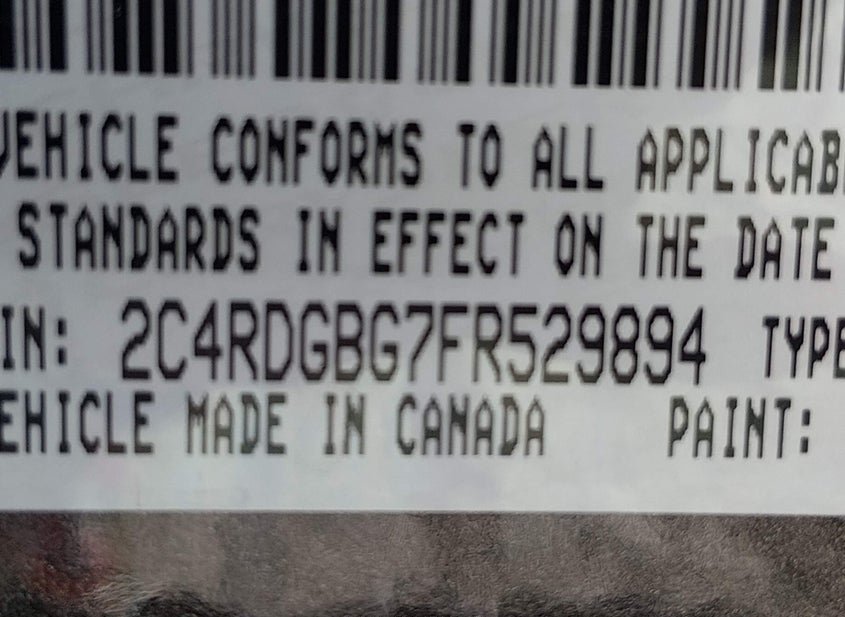 VEHICLE CONFORMS TO ALL APPLICAB
STANDARDS IN EFFECT ON THE DATE
IN: 2C4RDGBG7FR529894 TYPE
EHICLE MADE IN CANADA PAINT: